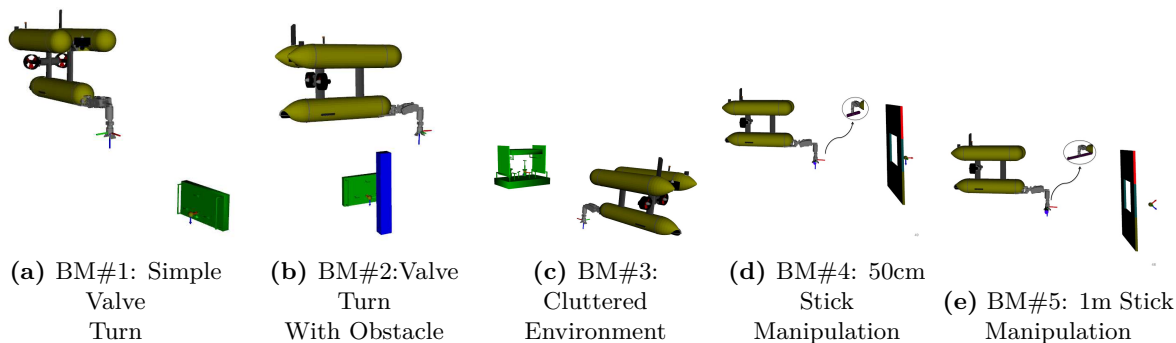 (a) BM#1: Simple
Valve
Turn
(b) BM#2:Valve
Turn
With Obstacle
(c) BM#3:
Cluttered
Environment
(d) BM#4: 50cm
Stick
Manipulation
(e) BM#5: 1m Stick
Manipulation